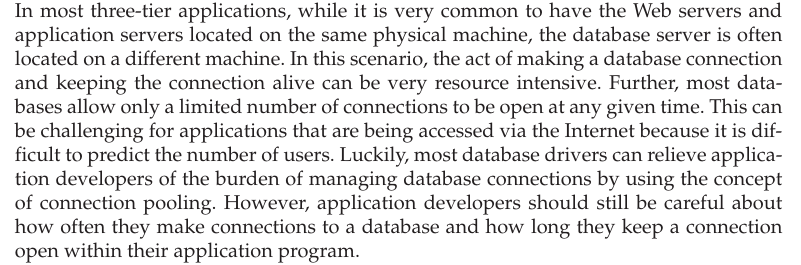 In most three-tier applications, while it is very common to have the Web servers and
application servers located on the same physical machine, the database server is often
located on a different machine. In this scenario, the act of making a database connection
and keeping the connection alive can be very resource intensive. Further, most data-
bases allow only a limited number of connections to be open at any given time. This can
be challenging for applications that are being accessed via the Internet because it is dif-
ficult to predict the number of users. Luckily, most database drivers can relieve applica-
tion developers of the burden of managing database connections by using the concept
of connection pooling. However, application developers should still be careful about
how often they make connections to a database and how long they keep a connection
open within their application program.